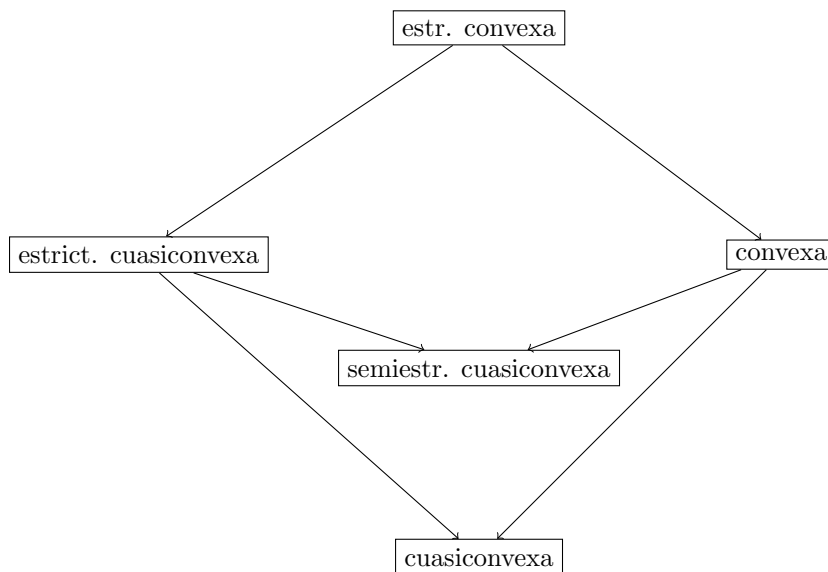 estr. convexa
estrict. cuasiconvexa
convexa
semiestr. cuasiconvexa
cuasiconvexa